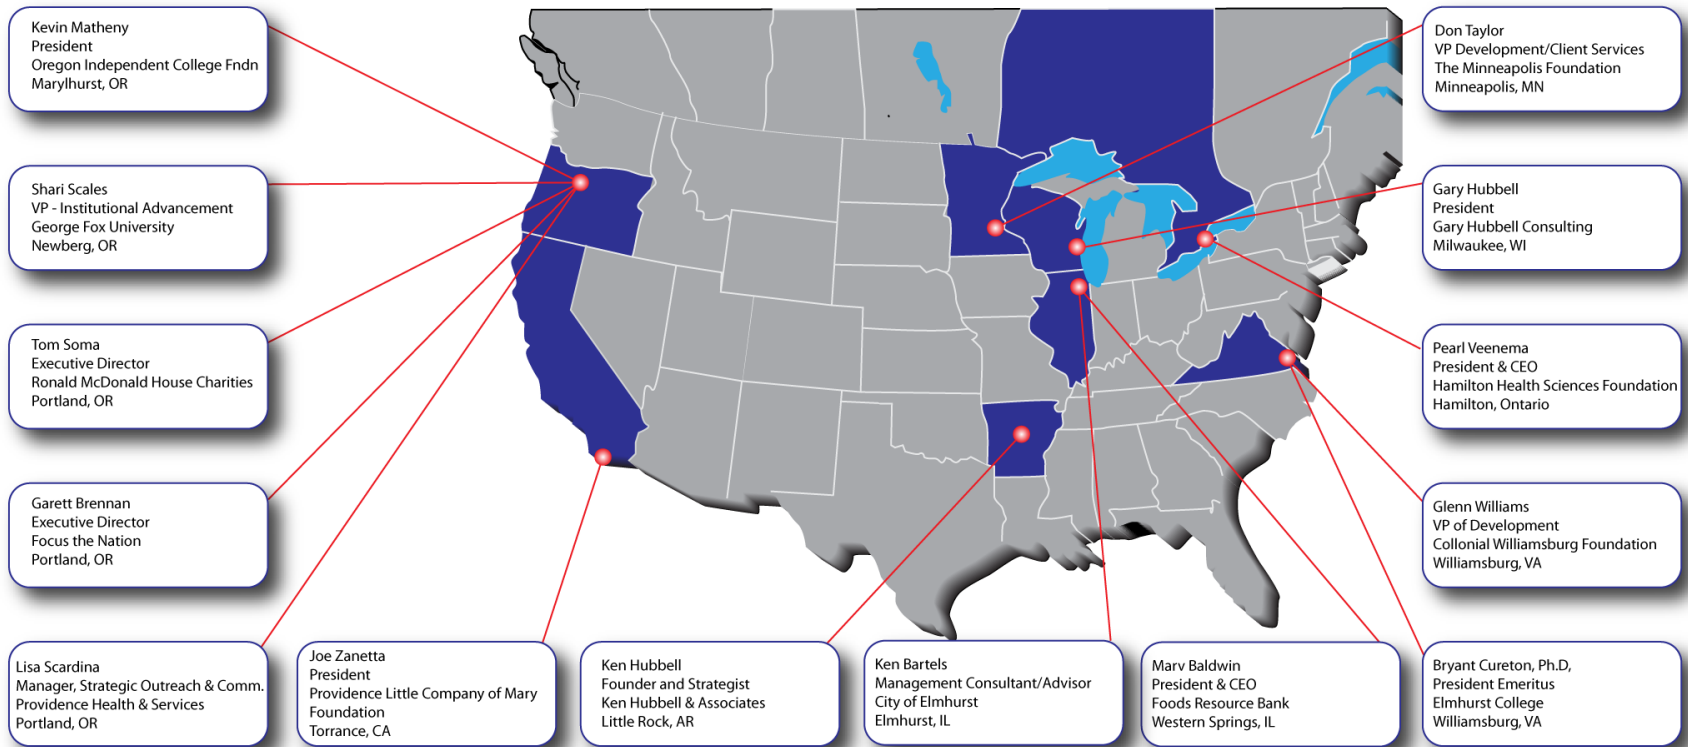 Kevin Matheny
President
Oregon Independent College Fndn
Marylhurst, OR
Shari Scales
VP - Institutional Advancement
George Fox University
Newberg, OR
Tom Soma
Executive Director
Ronald McDonald House Charities
Portland, OR
Garett Brennan
Executive Director
Focus the Nation
Portland, OR
Lisa Scardina
Manager, Strategic Outreach & Comm.
Providence Health & Services
Portland, OR
Joe Zanetta
President
Providence Little Company of Mary
Foundation
Torrance, CA
Ken Hubbell
Founder and Strategist
Ken Hubbell & Associates
Little Rock, AR
Ken Bartels
Management Consultant/Advisor
City of Elmhurst
Elmhurst, IL
Marv Baldwin
President & CEO
Foods Resource Bank
Western Springs, IL
Don Taylor
VP Development/Client Services
The Minneapolis Foundation
Minneapolis, MN
Gary Hubbell
President
Gary Hubbell Consulting
Milwaukee, WI
Pearl Veenema
President & CEO
Hamilton Health Sciences Foundation
Hamilton, Ontario
Glenn Williams
VP of Development
Collonial Williamsburg Foundation
Williamsburg, VA
Bryant Cureton, Ph.D,
President Emeritus
Elmhurst College
Williamsburg, VA